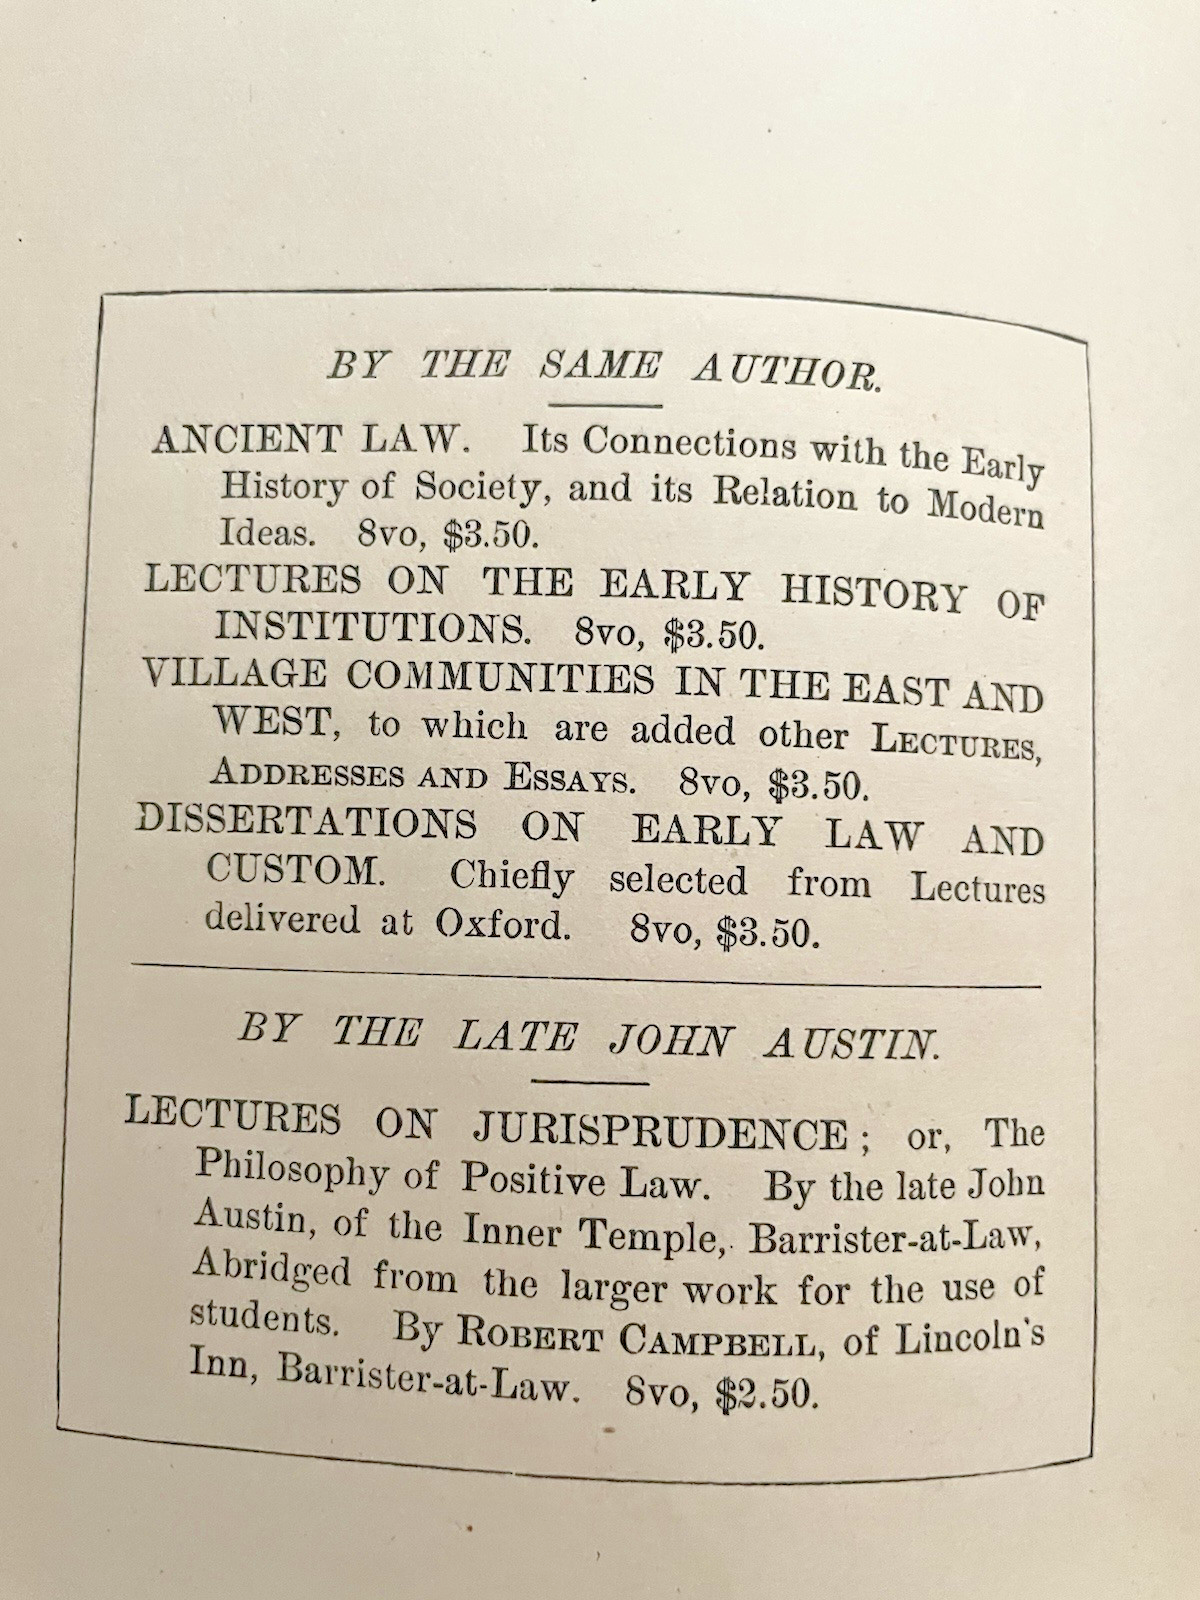 BY THE SAME AUTHOR.
ANCIENT LAW. Its Connections with the Early
History of Society, and its Relation to Modern
Ideas. 8vo, $3.50.
LECTURES ON THE EARLY HISTORY OF
INSTITUTIONS. 8vo, $3.50.
VILLAGE COMMUNITIES IN THE EAST AND
WEST, to which are added other LECTURES,
ADDRESSES AND ESSAYS. 8vo, $3.50.
DISSERTATIONS ON EARLY LAW AND
CUSTOM. Chiefly selected from Lectures
delivered at Oxford. 8vo, $3.50.
BY THE LATE JOHN AUSTIN.
LECTURES ON JURISPRUDENCE; or, The
Philosophy of Positive Law. By the late John
Austin, of the Inner Temple, Barrister-at-Law,
Abridged from the larger work for the use of
students. By ROBERT CAMPBELL, of Lincoln's
Inn, Barrister-at-Law. 8vo, $2.50.